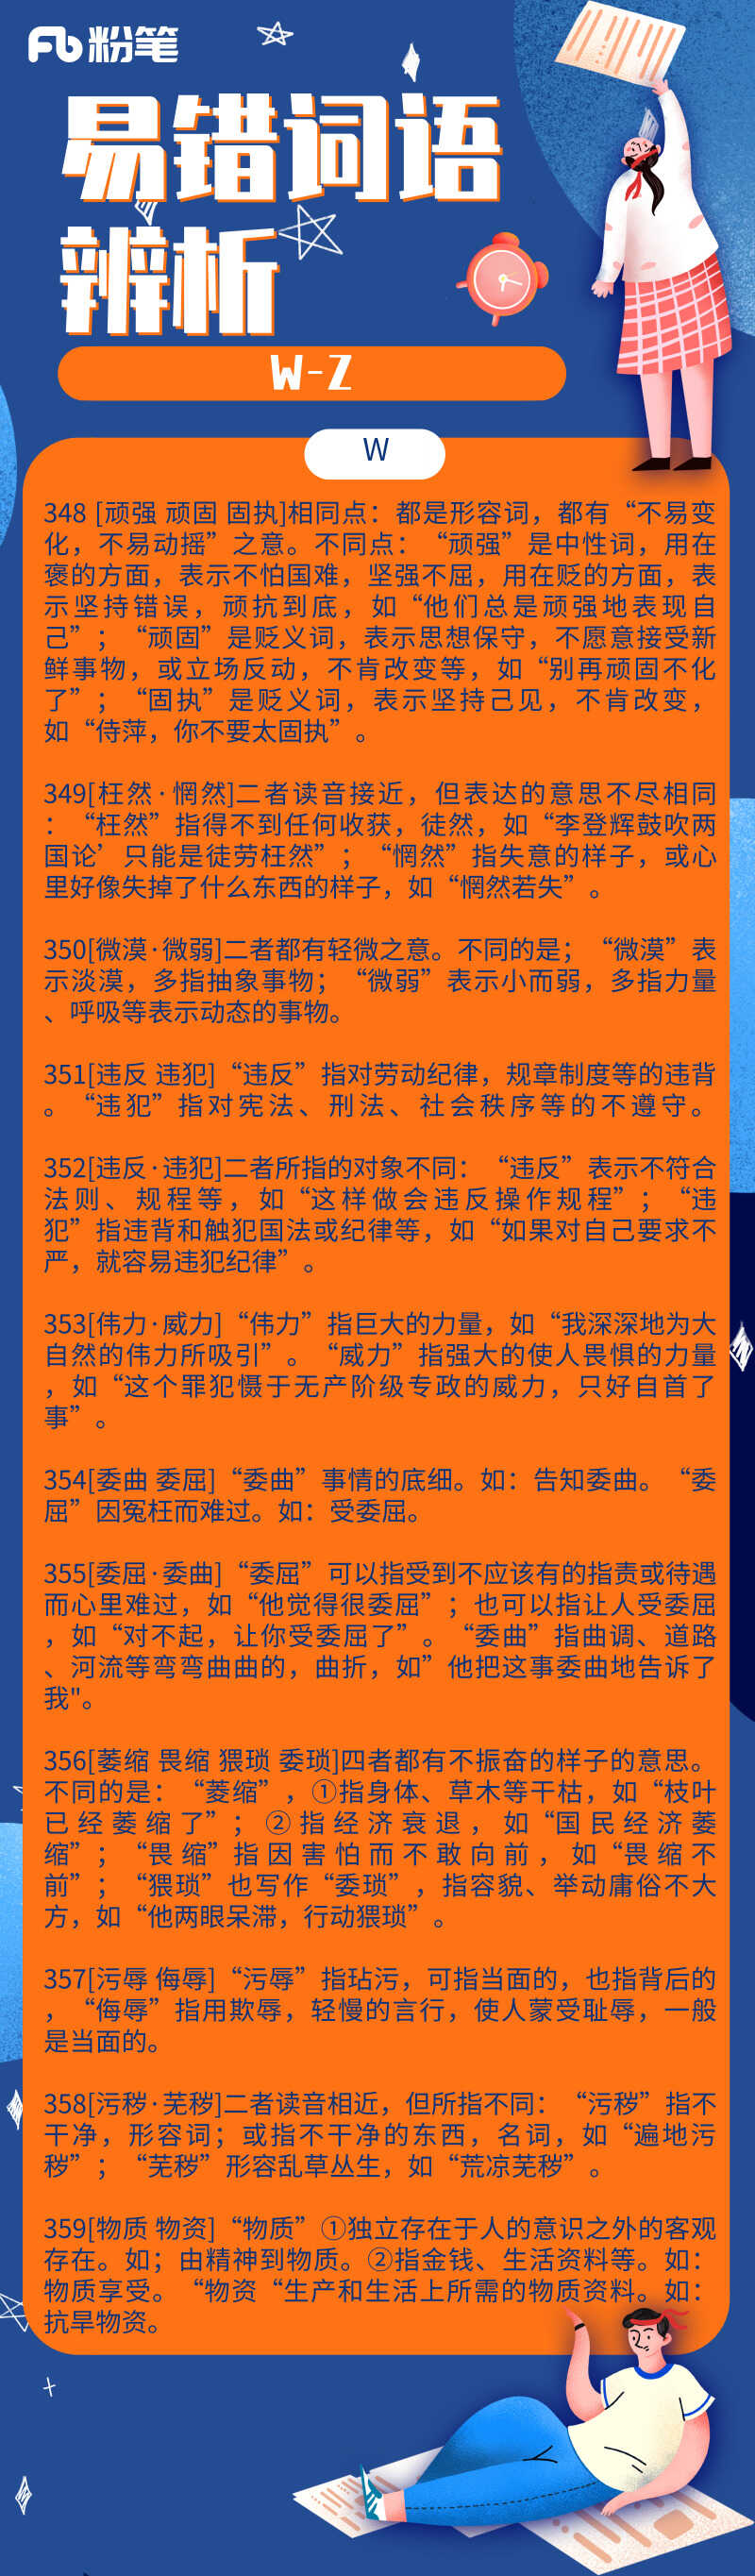 粉笔
易错词语
辨析
W-Z
W
348 [顽强 顽固 固执]相同点：都是形容词，都有“不易变
化，不易动摇”之意。不同点：“顽强”是中性词，用在
褒的方面，表示不怕国难，坚强不屈，用在贬的方面，表
示坚持错误，顽抗到底，如“他们总是顽强地表现自
己”；“顽固”是贬义词，表示思想保守，不愿意接受新
鲜事物，或立场反动，不肯改变等，如“别再顽固不化
了”；“固执”是贬义词，表示坚持己见，不肯改变，
如“侍萍，你不要太固执”。
349[枉然·惘然]二者读音接近，但表达的意思不尽相同
：“枉然”指得不到任何收获，徒然，如“李登辉鼓吹两
国论’只能是徒劳枉然”；“惘然”指失意的样子，或心
里好像失掉了什么东西的样子，如“惘然若失”。
350[微漠·微弱]二者都有轻微之意。不同的是；“微漠”表
示淡漠，多指抽象事物；“微弱”表示小而弱，多指力量
、呼吸等表示动态的事物。
351[违反 违犯]“违反”指对劳动纪律，规章制度等的违背
。“违犯”指对宪法、刑法、社会秩序等的不遵守。
352[违反·违犯]二者所指的对象不同：“违反”表示不符合
法则、规程等，如“这样做会违反操作规程”；“违
犯”指违背和触犯国法或纪律等，如“如果对自己要求不
严，就容易违犯纪律”。
353[伟力·威力]“伟力”指巨大的力量，如“我深深地为大
自然的伟力所吸引”。“威力”指强大的使人畏惧的力量
，如“这个罪犯慑于无产阶级专政的威力，只好自首了
事”。
354[委曲 委屈]“委曲”事情的底细。如：告知委曲。“委
屈”因冤枉而难过。如：受委屈。
355[委屈·委曲]“委屈”可以指受到不应该有的指责或待遇
而心里难过，如“他觉得很委屈”；也可以指让人受委屈
，如“对不起，让你受委屈了”。“委曲”指曲调、道路
、河流等弯弯曲曲的，曲折，如”他把这事委曲地告诉了
我"。
356[萎缩 畏缩 猥琐 委琐]四者都有不振奋的样子的意思。
不同的是：“菱缩”，①指身体、草木等干枯，如“枝叶
已经萎缩了”；②指经济衰退，如“国民经济萎
缩”；“畏缩”指因害怕而不敢向前，如“畏缩不
前”；“猥琐”也写作“委琐”，指容貌、举动庸俗不大
方，如“他两眼呆滞，行动猥琐”。
357[污辱 侮辱]“污辱”指玷污，可指当面的，也指背后的
，“侮辱”指用欺辱，轻慢的言行，使人蒙受耻辱，一般
是当面的。
358[污秽·芜秽]二者读音相近，但所指不同：“污秽”指不
干净，形容词；或指不干净的东西，名词，如“遍地污
秽”；“芜秽”形容乱草丛生，如“荒凉芜秽”。
359[物质 物资]“物质”①独立存在于人的意识之外的客观
存在。如；由精神到物质。②指金钱、生活资料等。如：
物质享受。“物资“生产和生活上所需的物质资料。如：
抗旱物资。